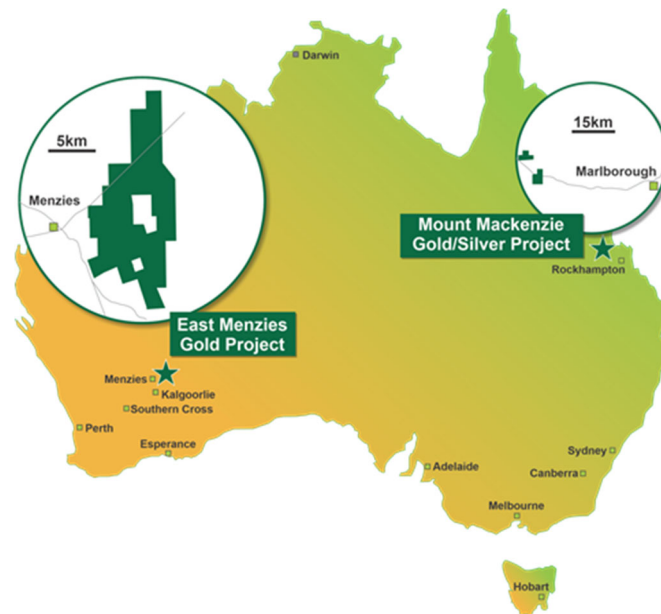 Darwin
5km
Menzies
15km
Marlborough
Mount Mackenzie
Gold/Silver Project
Rockhampton
East Menzies
Gold Project
Menzies
Kalgoorlie
Southern Cross
Perth
Esperance
Adelaide
Sydney
Canberra
Melbourne
Hobart